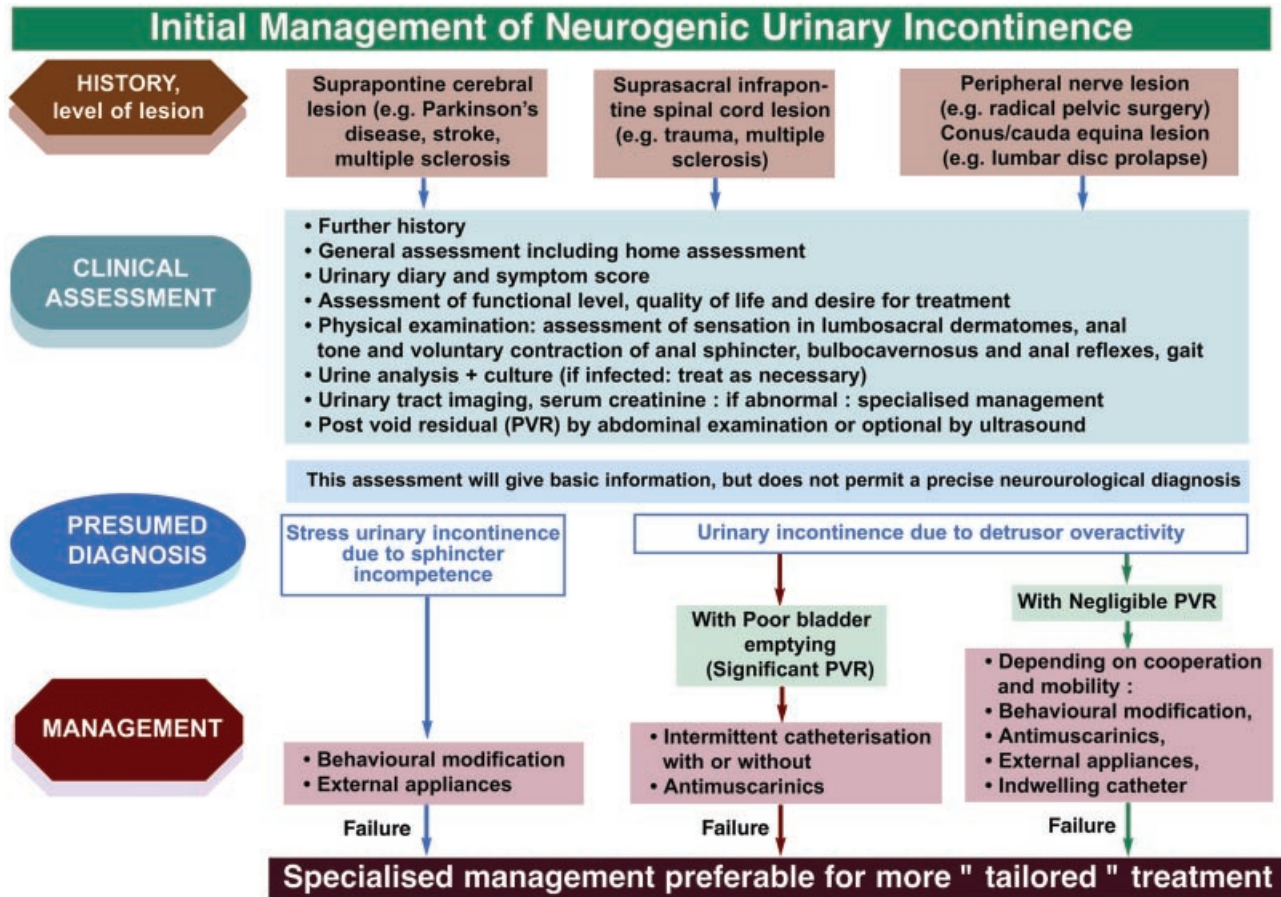 Initial Management of Neurogenic Urinary Incontinence
HISTORY,
level of lesion
Suprapontine cerebral
lesion (e.g. Parkinson's
disease, stroke,
multiple sclerosis
Suprasacral infrapon-
tine spinal cord lesion
(e.g. trauma, multiple
sclerosis)
Peripheral nerve lesion
(e.g. radical pelvic surgery)
Conus/cauda equina lesion
(e.g. lumbar disc prolapse)
CLINICAL
ASSESSMENT
• Further history
• General assessment including home assessment
• Urinary diary and symptom score
• Assessment of functional level, quality of life and desire for treatment
• Physical examination: assessment of sensation in lumbosacral dermatomes, anal
tone and voluntary contraction of anal sphincter, bulbocavernosus and anal reflexes, gait
• Urine analysis + culture (if infected: treat as necessary)
• Urinary tract imaging, serum creatinine : if abnormal : specialised management
• Post void residual (PVR) by abdominal examination or optional by ultrasound
This assessment will give basic information, but does not permit a precise neurourological diagnosis
PRESUMED
DIAGNOSIS
Stress urinary incontinence
due to sphincter
incompetence
Urinary incontinence due to detrusor overactivity
With Poor bladder
emptying
(Significant PVR)
With Negligible PVR
MANAGEMENT
• Behavioural modification
• External appliances
• Intermittent catheterisation
with or without
• Antimuscarinics
• Depending on cooperation
and mobility :
• Behavioural modification,
• Antimuscarinics,
• External appliances,
• Indwelling catheter
Failure
Failure
Failure
Specialised management preferable for more " tailored " treatment